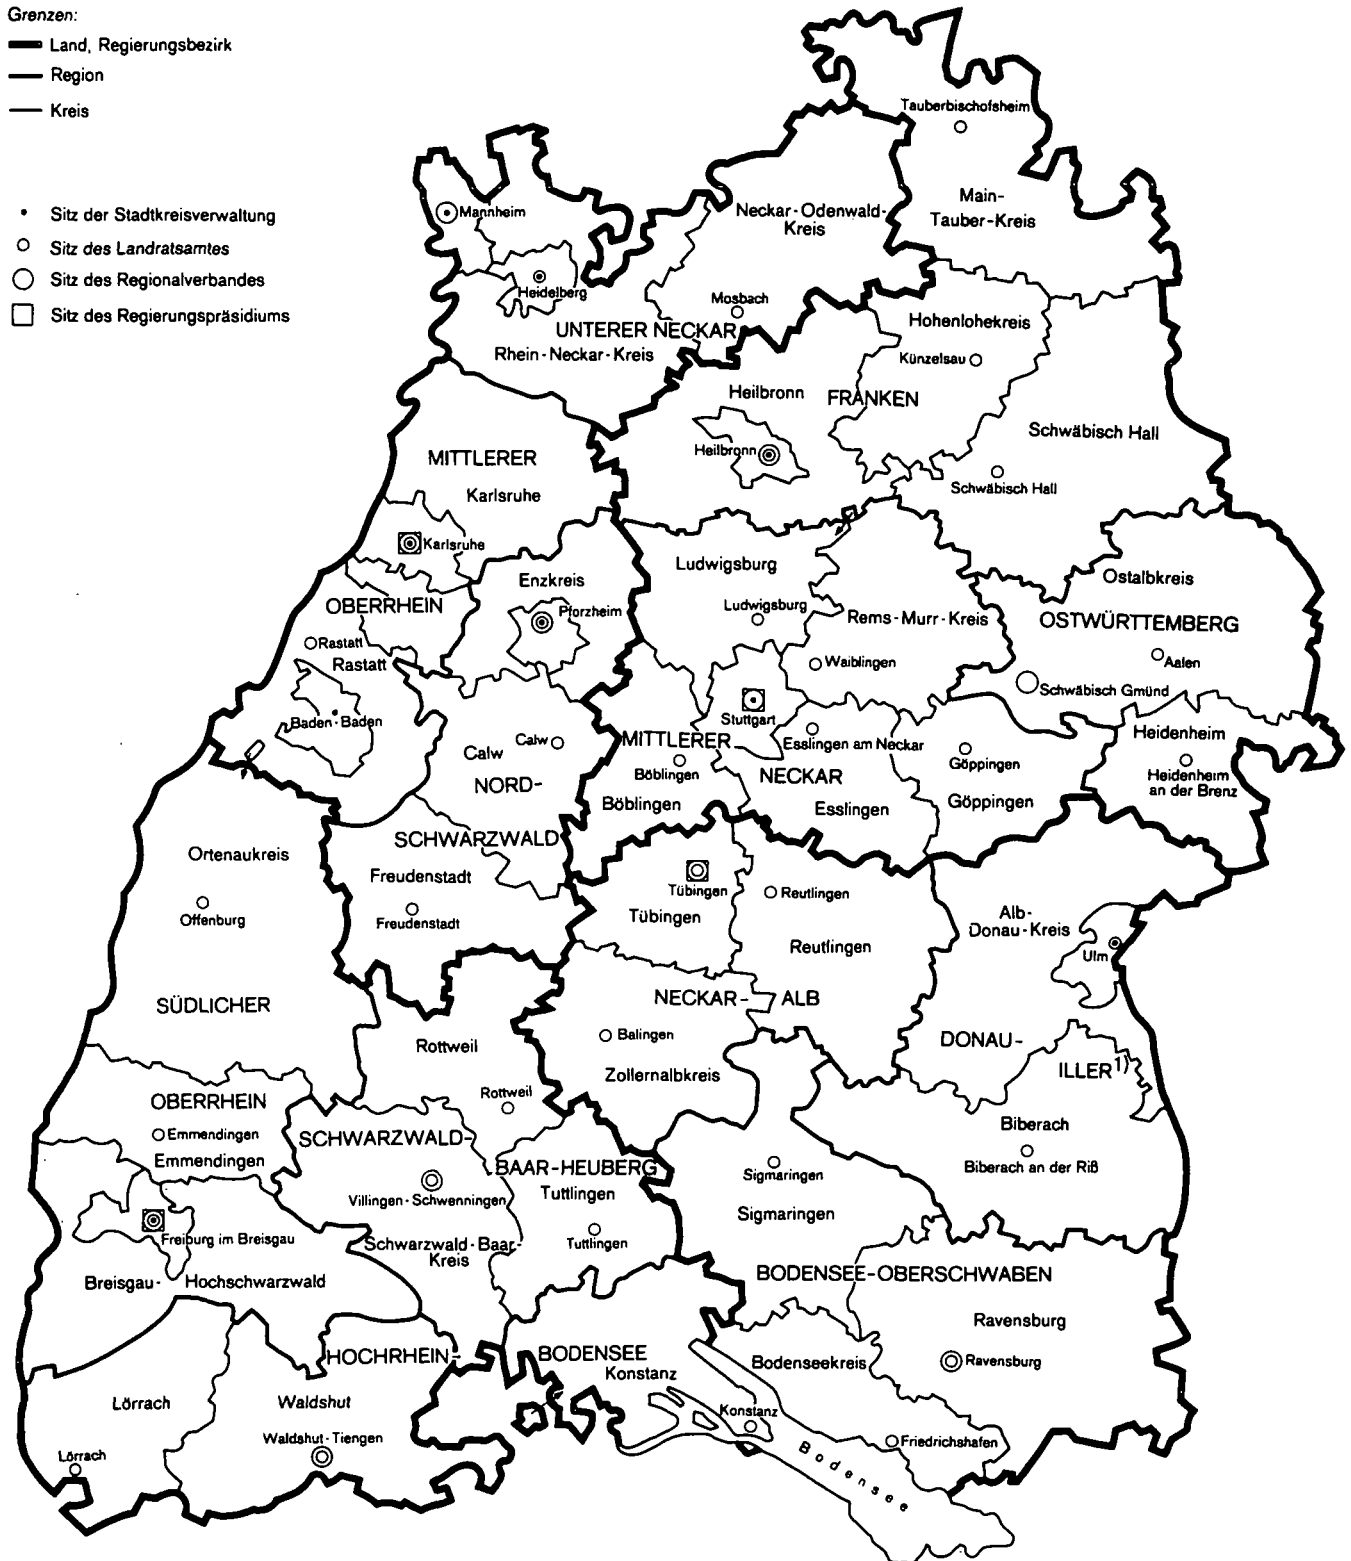 Grenzen:
Land, Regierungsbezirk
Region
Kreis
Sitz der Stadtkreisverwaltung
Sitz des Landratsamtes
Sitz des Regionalverbandes
Sitz des Regierungspräsidiums
Tauberbischofsheim
Main-
Tauber-Kreis
Mannheim
Neckar-Odenwald-
Kreis
Heidelberg
Mosbach
UNTERER NECKAR
Rhein-Neckar-Kreis
Hohenlohekreis
Künzelsau
Heilbronn
FRANKEN
Schwäbisch Hall
Heilbronn
Schwäbisch Hall
MITTLERER
Karlsruhe
Karlsruhe
Enzkreis
Pforzheim
OBERRHEIN
Rastatt
Rastatt
Baden-Baden
Ludwigsburg
Ludwigsburg
Rems-Murr-Kreis
Waiblingen
Ostalbkreis
OSTWÜRTTEMBERG
Aalen
Schwäbisch Gmünd
Stuttgart
Calw
Calw
NORD-
MITTLERER
Böblingen
Böblingen
Esslingen am Neckar
NECKAR
Esslingen
Göppingen
Göppingen
Heidenheim
Heidenheim
an der Brenz
SCHWARZWALD
Freudenstadt
Freudenstadt
Ortenaukreis
Offenburg
SÜDLICHER
Tübingen
Tübingen
Reutlingen
Reutlingen
Alb-
Donau-Kreis
Ulm
NECKAR-
ALB
Balingen
Zollernalbkreis
DONAU-
ILLER1)
Rottweil
Rottweil
OBERRHEIN
Emmendingen
Emmendingen
SCHWARZWALD-
BAAR-HEUBERG
Villingen-Schwenningen
Tuttlingen
Tuttlingen
Schwarzwald-Baar-
Kreis
Biberach
Biberach an der Riß
Sigmaringen
Sigmaringen
Freiburg im Breisgau
Breisgau-
Hochschwarzwald
BODENSEE-OBERSCHWABEN
Ravensburg
Ravensburg
Bodenseekreis
HOCHRHEIN-
BODENSEE
Konstanz
Konstanz
Lörrach
Waldshut
Waldshut-Tiengen
Lörrach
Friedrichshafen
Bodensee